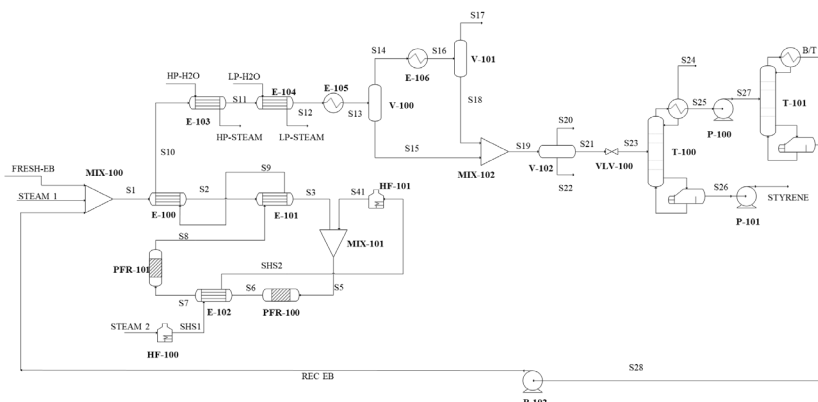 S17
S14
S16
V-101
E-106
S24
B/T
HP-H2O
LP-H2O
E-104
E-105
S11
S12
S13
V-100
E-103
HP-STEAM
LP-STEAM
S18
S25
S27
P-100
T-101
S20
S10
S15
S19
S21
S23
MIX-102
V-102
VLV-100
T-100
S22
FRESH-EB
MIX-100
S9
STEAM 1
S1
S2
S3
S41
HF-101
E-100
E-101
S26
STYRENE
P-101
S8
MIX-101
PFR-101
SHS2
S7
S6
S5
E-102
PFR-100
STEAM 2
SHS1
HF-100
REC EB
S28